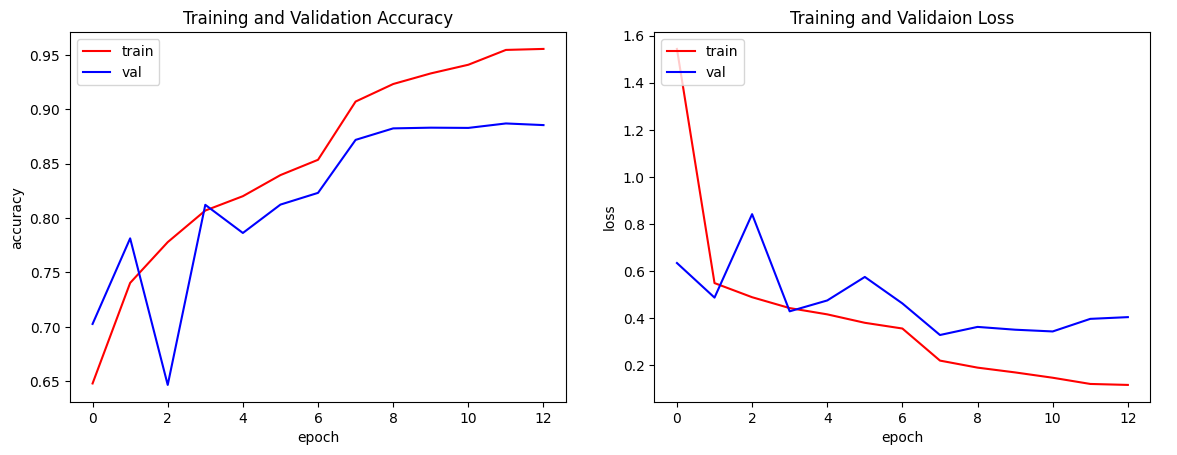 Training and Validation Accuracy
train
val
0.95
0.90
0.85
0.80
0.75
0.70
0.65
accuracy
0 2 4 6 8 10 12
epoch
Training and Validaion Loss
train
val
1.6
1.4
1.2
1.0
0.8
0.6
0.4
0.2
loss
0 2 4 6 8 10 12
epoch